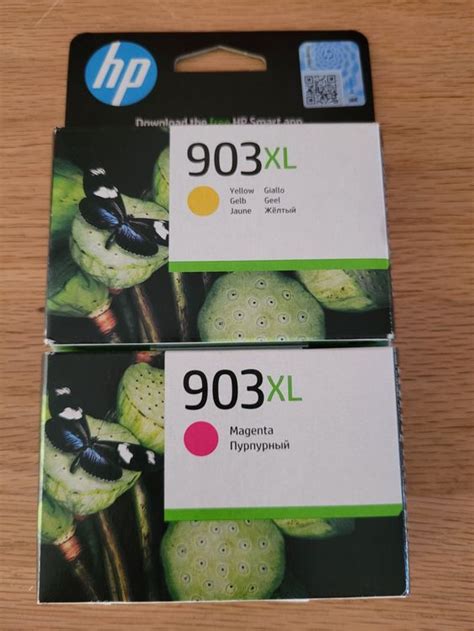 hp
Download the free HP Smart app
903XL
Yellow Giallo
Gelb Geel
Jaune Жёлтый
903XL
Magenta
Пурпурный